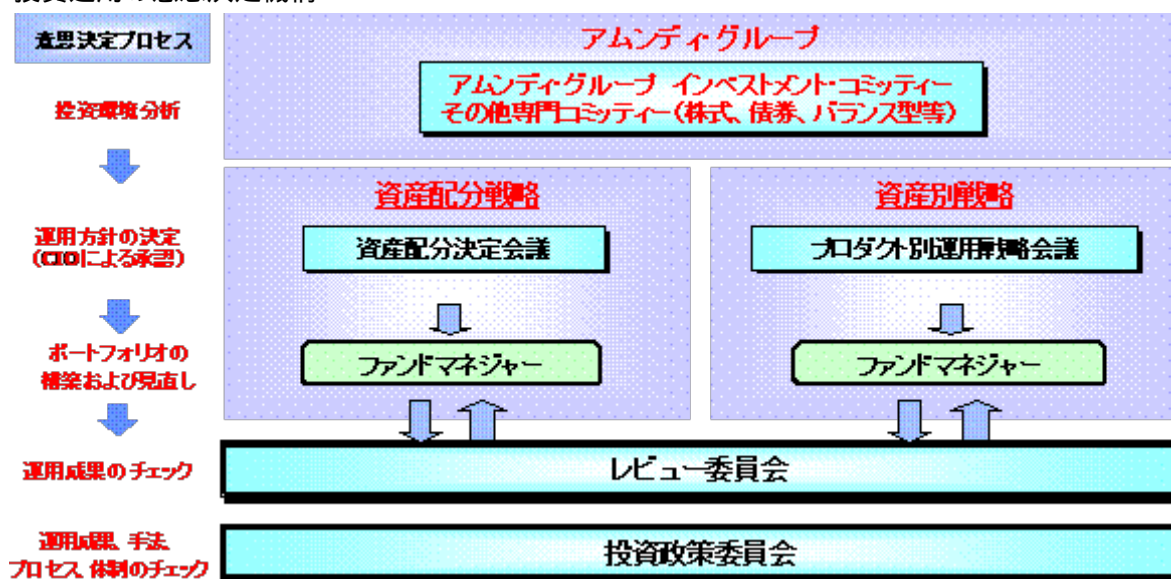 意思決定プロセス
アムンディ・グループ
アムンディ・グループ インベストメント・コミッティー
その他専門コミッティー(株式、債券、バランス型等)
投資環境分析
資産配分戦略
資産別戦略
運用方針の決定
(CIOによる承認)
資産配分決定会議
プロダクト別運用戦略会議
ポートフォリオの
構築および見直し
ファンドマネジャー
ファンドマネジャー
運用成果のチェック
レビュー委員会
運用成果、手法、
プロセス、体制のチェック
投資政策委員会